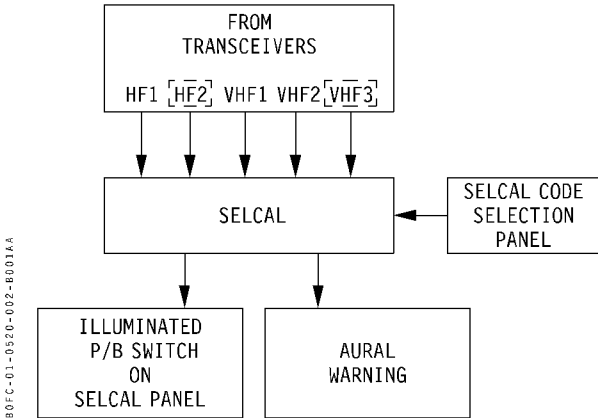 FROM
TRANSCEIVERS
HF1 HF2 VHF1 VHF2 VHF3
SELCAL
SELCAL CODE
SELECTION
PANEL
ILLUMINATED
P/B SWITCH
ON
SELCAL PANEL
AURAL
WARNING
BOFC-01-0520-002-B001AA